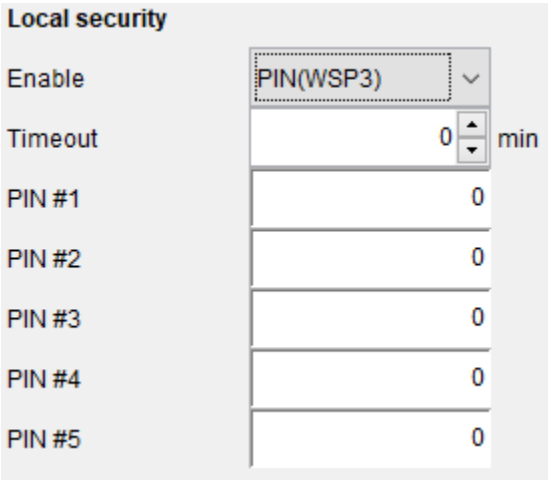 Local security
Enable PIN(WSP3)
Timeout 0 min
PIN #1 0
PIN #2 0
PIN #3 0
PIN #4 0
PIN #5 0